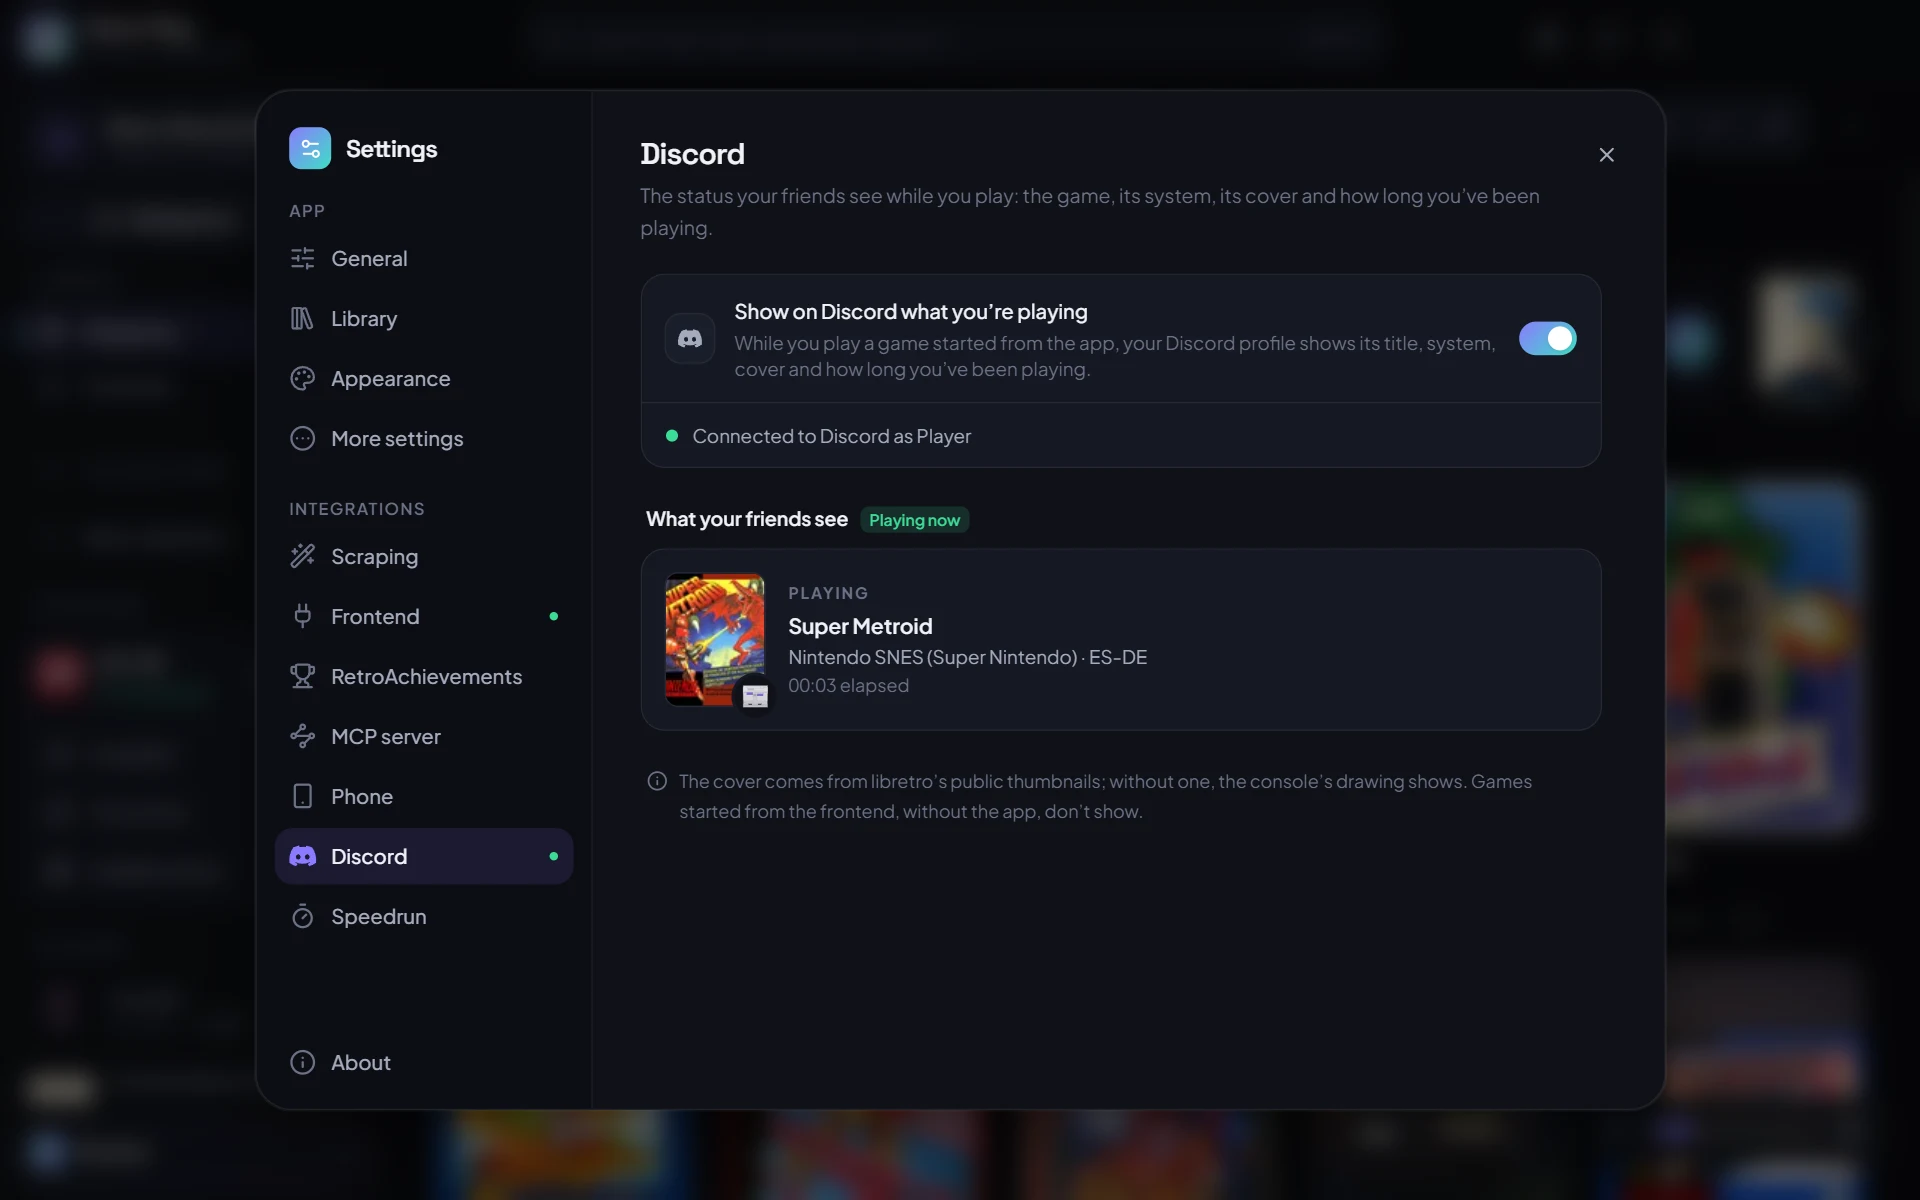 Settings
APP
General
Library
Appearance
More settings
INTEGRATIONS
Scraping
Frontend
RetroAchievements
MCP server
Phone
Discord
Speedrun
About
Discord
The status your friends see while you play: the game, its system, its cover and how long you’ve been
playing.
Show on Discord what you’re playing
While you play a game started from the app, your Discord profile shows its title, system,
cover and how long you’ve been playing.
Connected to Discord as Player
What your friends see
Playing now
SUPER
METROID
PLAYING
Super Metroid
Nintendo SNES (Super Nintendo) · ES-DE
00:03 elapsed
The cover comes from libretro’s public thumbnails; without one, the console’s drawing shows. Games
started from the frontend, without the app, don’t show.